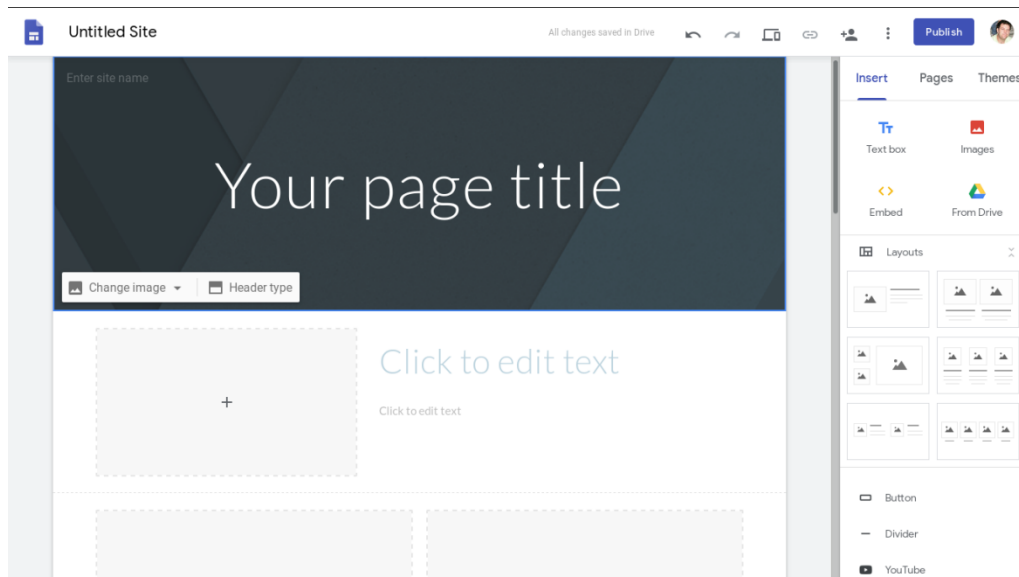 Untitled Site
All changes saved in Drive
Publish
Enter site name
Your page title
Change image
Header type
Click to edit text
Click to edit text
Insert Pages Themes
Text box Images
Embed From Drive
Layouts
Button
Divider
YouTube